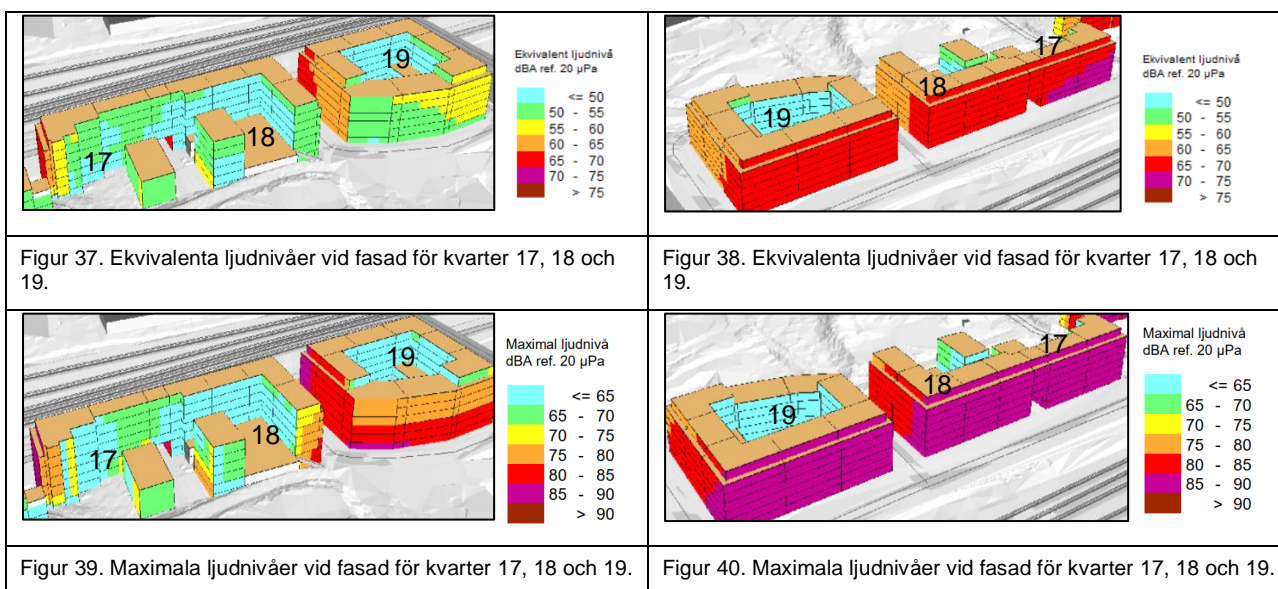 19
18
17
Ekvivalent ljudnivå
dBA ref. 20 µPa
<= 50
50 - 55
55 - 60
60 - 65
65 - 70
70 - 75
> 75
17
18
19
Ekvivalent ljudnivå
dBA ref. 20 µPa
<= 50
50 - 55
55 - 60
60 - 65
65 - 70
70 - 75
> 75
Figur 37. Ekvivalenta ljudnivåer vid fasad för kvarter 17, 18 och
19.
Figur 38. Ekvivalenta ljudnivåer vid fasad för kvarter 17, 18 och
19.
19
18
17
Maximal ljudnivå
dBA ref. 20 µPa
<= 65
65 - 70
70 - 75
75 - 80
80 - 85
85 - 90
> 90
17
18
19
Maximal ljudnivå
dBA ref. 20 µPa
<= 65
65 - 70
70 - 75
75 - 80
80 - 85
85 - 90
> 90
Figur 39. Maximala ljudnivåer vid fasad för kvarter 17, 18 och 19.
Figur 40. Maximala ljudnivåer vid fasad för kvarter 17, 18 och 19.